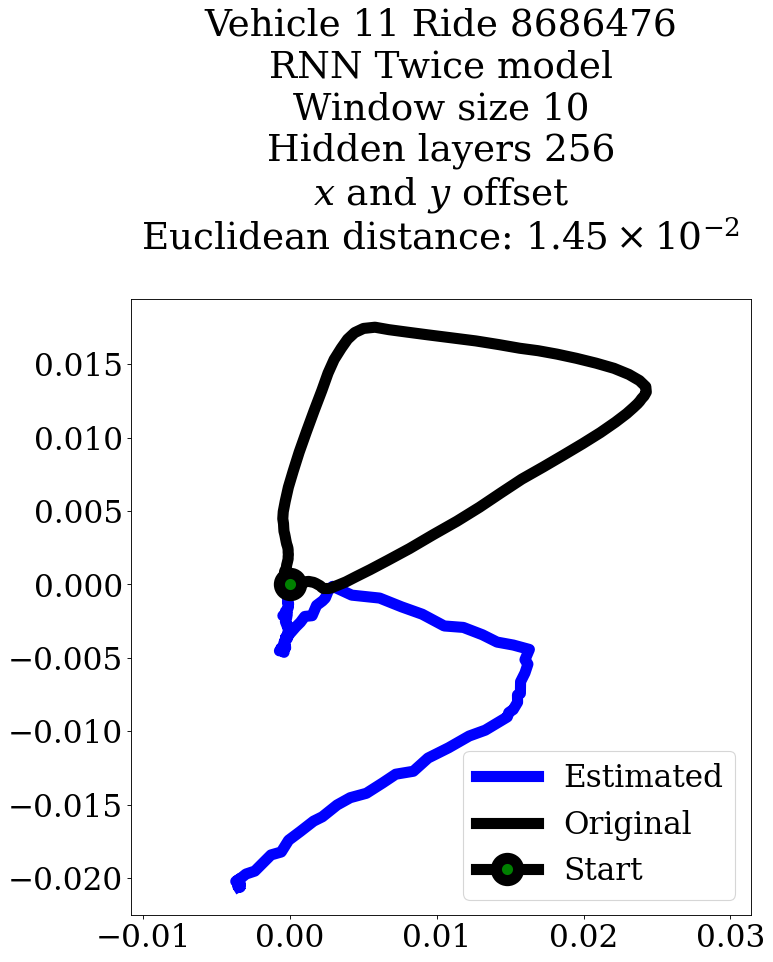 Vehicle 11 Ride 8686476
RNN Twice model
Window size 10
Hidden layers 256
x and y offset
Euclidean distance: 1.45 × 10⁻²
0.015
0.010
0.005
0.000
−0.005
−0.010
−0.015
−0.020
Estimated
Original
Start
−0.01 0.00 0.01 0.02 0.03